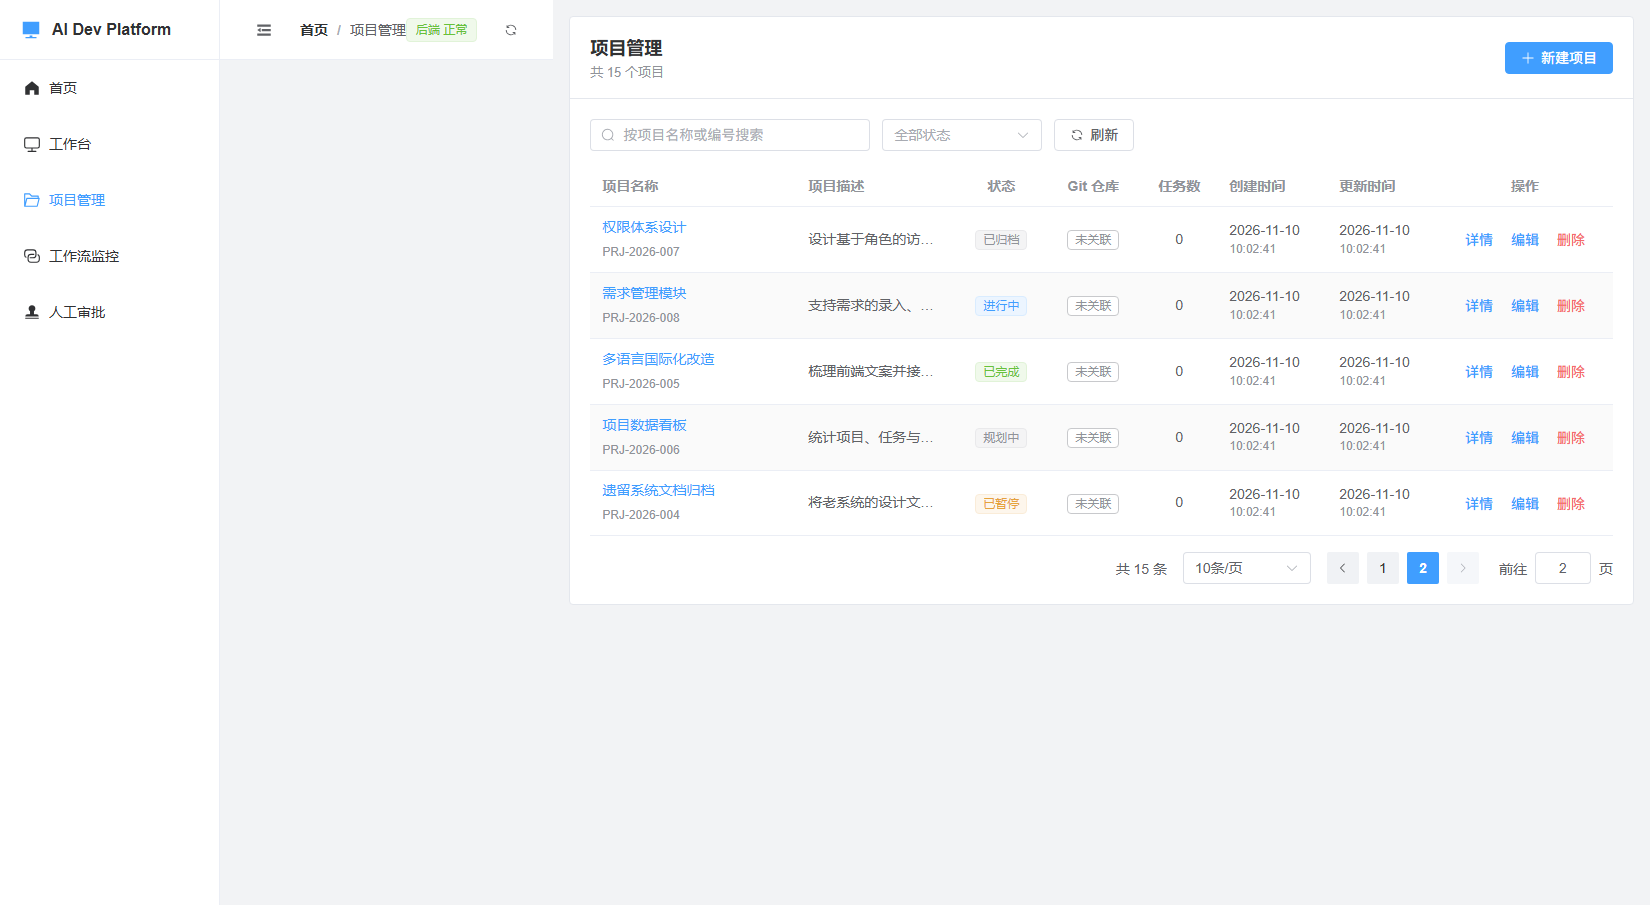 AI Dev Platform
首页
工作台
项目管理
工作流监控
人工审批
首页 / 项目管理 后端 正常
项目管理
共 15 个项目
新建项目
按项目名称或编号搜索 全部状态 刷新
项目名称 项目描述 状态 Git 仓库 任务数 创建时间 更新时间 操作
权限体系设计
PRJ-2026-007
设计基于角色的访... 已归档 未关联 0
2026-11-10
10:02:41
2026-11-10
10:02:41
详情 编辑 删除
需求管理模块
PRJ-2026-008
支持需求的录入、... 进行中 未关联 0
2026-11-10
10:02:41
2026-11-10
10:02:41
详情 编辑 删除
多语言国际化改造
PRJ-2026-005
梳理前端文案并接... 已完成 未关联 0
2026-11-10
10:02:41
2026-11-10
10:02:41
详情 编辑 删除
项目数据看板
PRJ-2026-006
统计项目、任务与... 规划中 未关联 0
2026-11-10
10:02:41
2026-11-10
10:02:41
详情 编辑 删除
遗留系统文档归档
PRJ-2026-004
将老系统的设计文... 已暂停 未关联 0
2026-11-10
10:02:41
2026-11-10
10:02:41
详情 编辑 删除
共 15 条 10条/页 1 2 前往 2 页